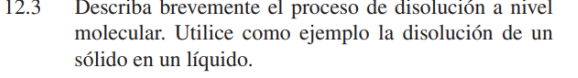 12.3 Describa brevemente el proceso de disolución a nivel
molecular. Utilice como ejemplo la disolución de un
sólido en un líquido.